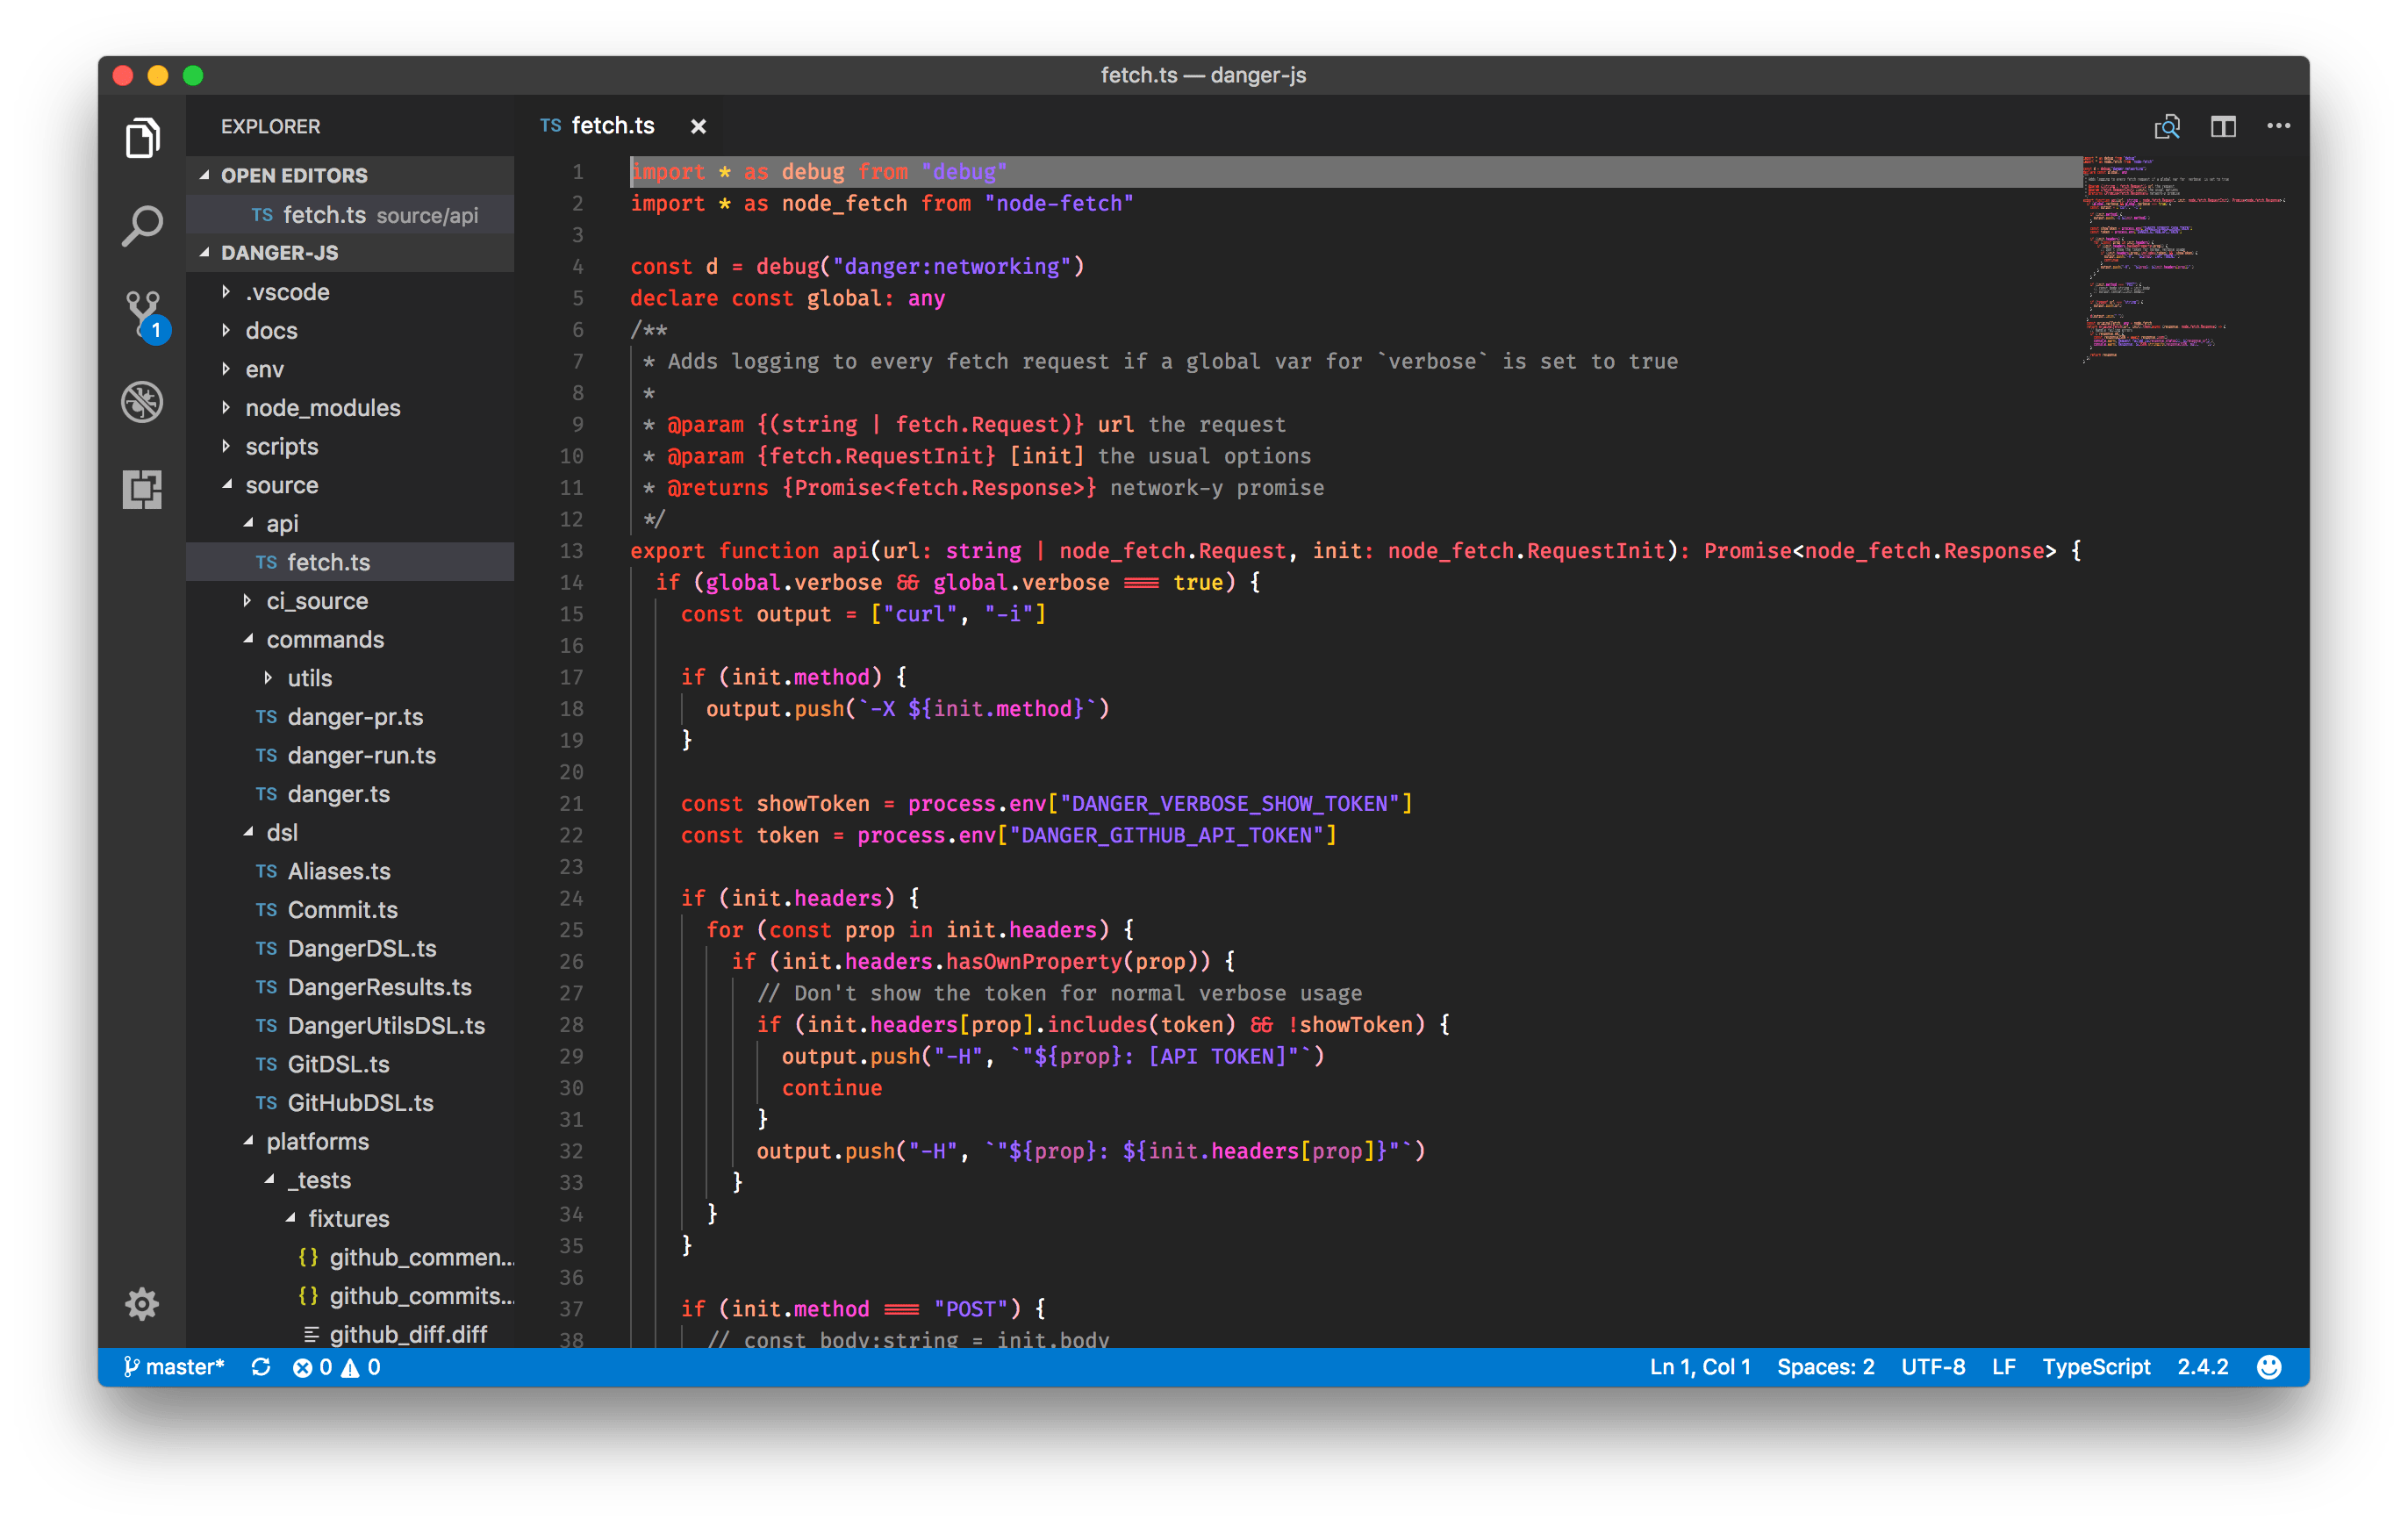 fetch.ts — danger-js
EXPLORER
OPEN EDITORS
TS fetch.ts source/api
DANGER-JS
.vscode
docs
env
node_modules
scripts
source
api
TS fetch.ts
ci_source
commands
utils
TS danger-pr.ts
TS danger-run.ts
TS danger.ts
dsl
TS Aliases.ts
TS Commit.ts
TS DangerDSL.ts
TS DangerResults.ts
TS DangerUtilsDSL.ts
TS GitDSL.ts
TS GitHubDSL.ts
platforms
_tests
fixtures
{} github_commen...
{} github_commits...
github_diff.diff
1
TS fetch.ts ×
1 import * as debug from "debug"
2 import * as node_fetch from "node-fetch"
3
4 const d = debug("danger:networking")
5 declare const global: any
6 /**
7  * Adds logging to every fetch request if a global var for `verbose` is set to true
8  *
9  * @param {(string | fetch.Request)} url the request
10  * @param {fetch.RequestInit} [init] the usual options
11  * @returns {Promise<fetch.Response>} network-y promise
12  */
13 export function api(url: string | node_fetch.Request, init: node_fetch.RequestInit): Promise<node_fetch.Response> {
14   if (global.verbose && global.verbose === true) {
15     const output = ["curl", "-i"]
16
17     if (init.method) {
18       output.push(`-X ${init.method}`)
19     }
20
21     const showToken = process.env["DANGER_VERBOSE_SHOW_TOKEN"]
22     const token = process.env["DANGER_GITHUB_API_TOKEN"]
23
24     if (init.headers) {
25       for (const prop in init.headers) {
26         if (init.headers.hasOwnProperty(prop)) {
27           // Don't show the token for normal verbose usage
28           if (init.headers[prop].includes(token) && !showToken) {
29             output.push("-H", `"${prop}: [API TOKEN]"`)
30             continue
31           }
32           output.push("-H", `"${prop}: ${init.headers[prop]}"`)
33         }
34       }
35     }
36
37     if (init.method === "POST") {
38       // const body:string = init.body
master* 0 0
Ln 1, Col 1 Spaces: 2 UTF-8 LF TypeScript 2.4.2